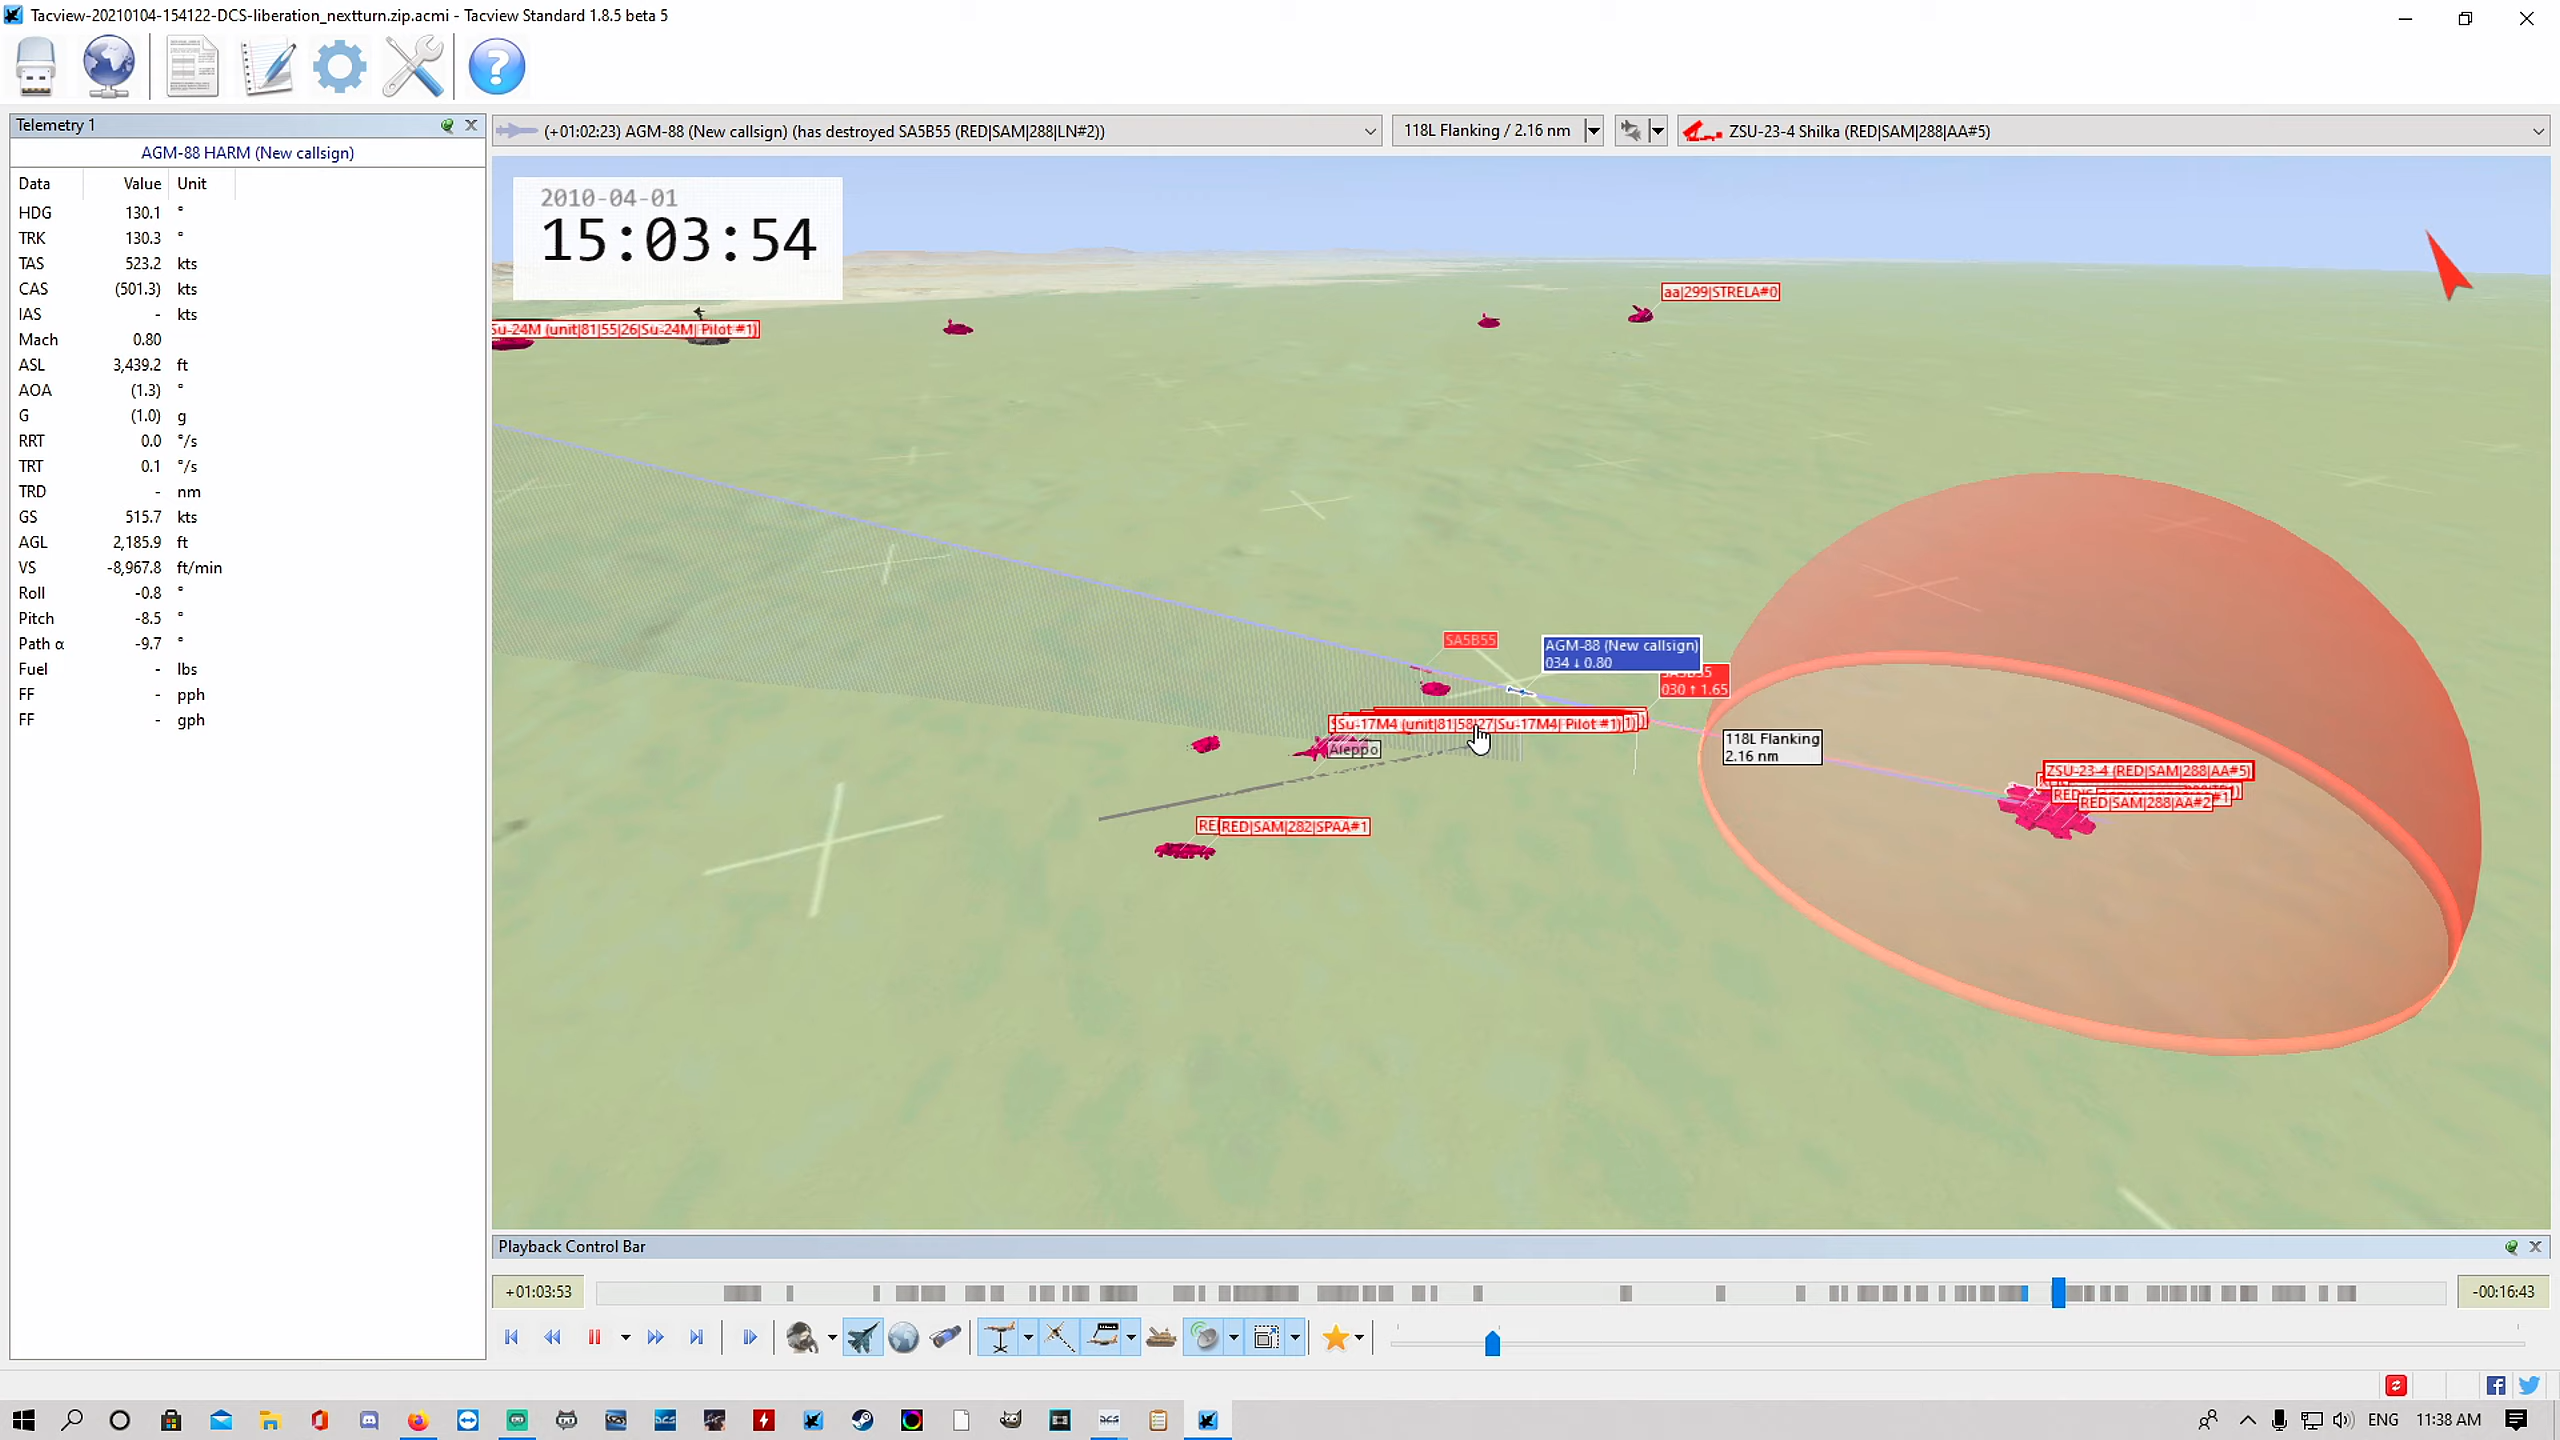 Tacview-20210104-154122-DCS-liberation_nextturn.zip.acmi - Tacview Standard 1.8.5 beta 5
Telemetry 1
AGM-88 HARM (New callsign)
Data Value Unit
HDG 130.1 °
TRK 130.3 °
TAS 523.2 kts
CAS (501.3) kts
IAS - kts
Mach 0.80
ASL 3,439.2 ft
AOA (1.3) °
G (1.0) g
RRT 0.0 °/s
TRT 0.1 °/s
TRD - nm
GS 515.7 kts
AGL 2,185.9 ft
VS -8,967.8 ft/min
Roll -0.8 °
Pitch -8.5 °
Path α -9.7 °
Fuel - lbs
FF - pph
FF - gph
(+01:02:23) AGM-88 (New callsign) (has destroyed SA5B55 (RED|SAM|288|LN#2))
118L Flanking / 2.16 nm
ZSU-23-4 Shilka (RED|SAM|288|AA#5)
2010-04-01
15:03:54
aa|299|STRELA#0
Su-24M (unit|81|55|26|Su-24M| Pilot #1)
SA5B55
AGM-88 (New callsign)
034 ↓ 0.80
SA5B55
030 ↑ 1.65
Su-17M4 (unit|81|58|27|Su-17M4| Pilot #1)
Aleppo
118L Flanking
2.16 nm
ZSU-23-4 (RED|SAM|288|AA#5)
RED|SAM|288|AA#2
RED|SAM|282|SPAA#1
Playback Control Bar
+01:03:53
-00:16:43
ENG 11:38 AM